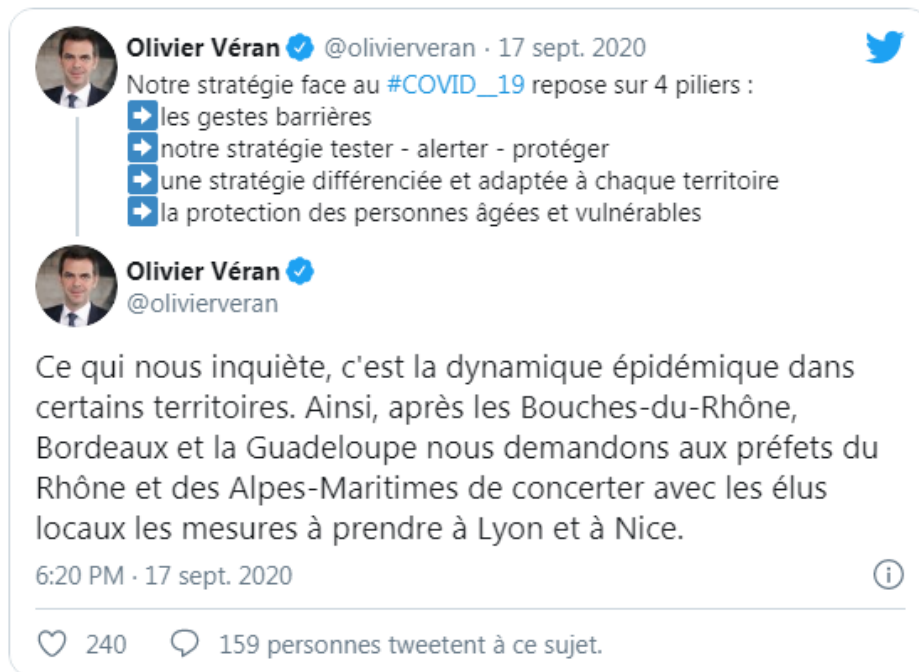 Olivier Véran @olivierveran · 17 sept. 2020
Notre stratégie face au #COVID__19 repose sur 4 piliers :
➡les gestes barrières
➡notre stratégie tester - alerter - protéger
➡une stratégie différenciée et adaptée à chaque territoire
➡la protection des personnes âgées et vulnérables
Olivier Véran
@olivierveran
Ce qui nous inquiète, c'est la dynamique épidémique dans
certains territoires. Ainsi, après les Bouches-du-Rhône,
Bordeaux et la Guadeloupe nous demandons aux préfets du
Rhône et des Alpes-Maritimes de concerter avec les élus
locaux les mesures à prendre à Lyon et à Nice.
6:20 PM · 17 sept. 2020
240 159 personnes tweetent à ce sujet.